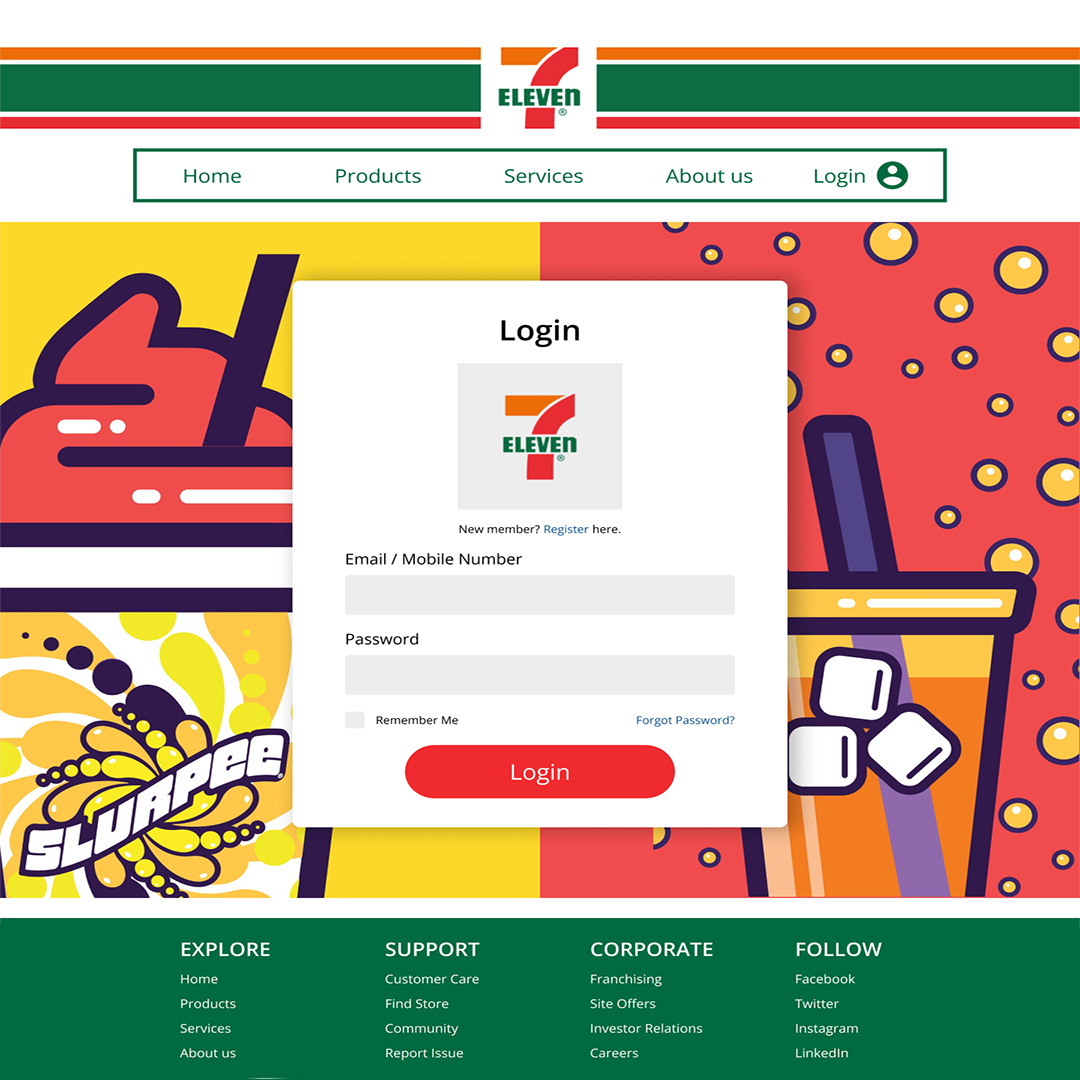 7
ELEVEn
®
Home Products Services About us Login
Login
7
ELEVEn
®
New member? Register here.
Email / Mobile Number
Password
Remember Me Forgot Password?
Login
SLURPEE®
EXPLORE
Home
Products
Services
About us
SUPPORT
Customer Care
Find Store
Community
Report Issue
CORPORATE
Franchising
Site Offers
Investor Relations
Careers
FOLLOW
Facebook
Twitter
Instagram
LinkedIn